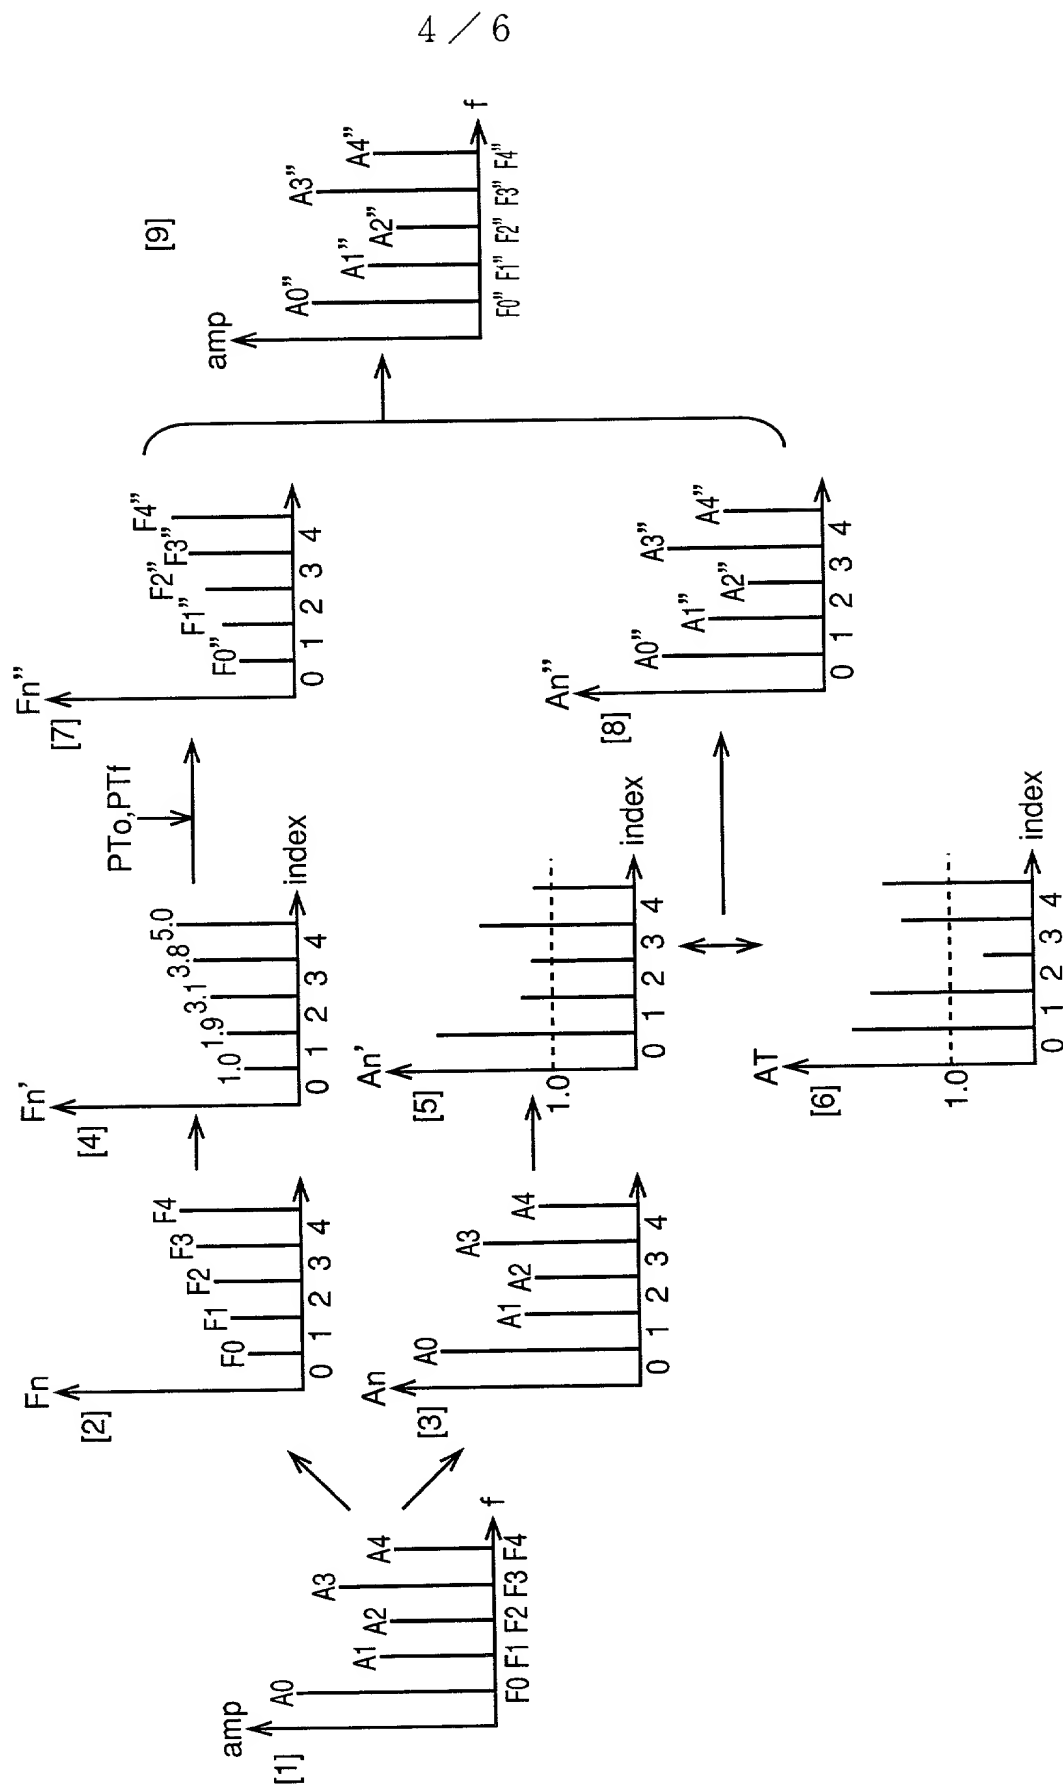 4 / 6
[1]
amp
A0
A1
A2
A3
A4
F0 F1 F2 F3 F4
f
[2]
Fn
F0
F1
F2
F3
F4
0 1 2 3 4
[3]
An
A0
A1
A2
A3
A4
0 1 2 3 4
[4]
Fn'
1.0
1.9
3.1
3.8
5.0
0 1 2 3 4
index
[5]
An'
1.0
0 1 2 3 4
index
[6]
AT
1.0
0 1 2 3 4
index
PTo,PTf
[7]
Fn”
F0”
F1”
F2”
F3”
F4”
0 1 2 3 4
[8]
An”
A0”
A1”
A2”
A3”
A4”
0 1 2 3 4
[9]
amp
A0”
A1”
A2”
A3”
A4”
F0” F1” F2” F3” F4”
f